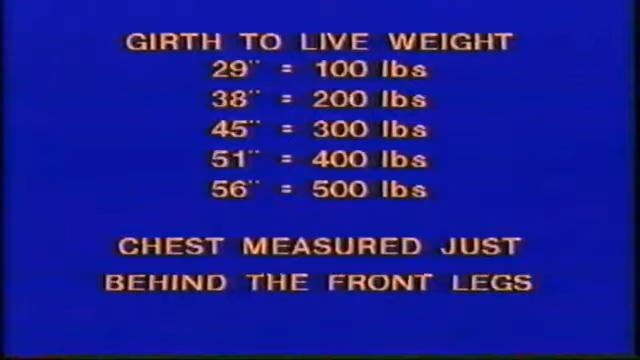 GIRTH TO LIVE WEIGHT
29" = 100 lbs
38" = 200 lbs
45" = 300 lbs
51" = 400 lbs
56" = 500 lbs
CHEST MEASURED JUST
BEHIND THE FRONT LEGS